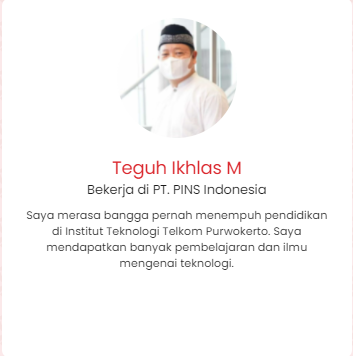 Teguh Ikhlas M
Bekerja di PT. PINS Indonesia
Saya merasa bangga pernah menempuh pendidikan
di Institut Teknologi Telkom Purwokerto. Saya
mendapatkan banyak pembelajaran dan ilmu
mengenai teknologi.